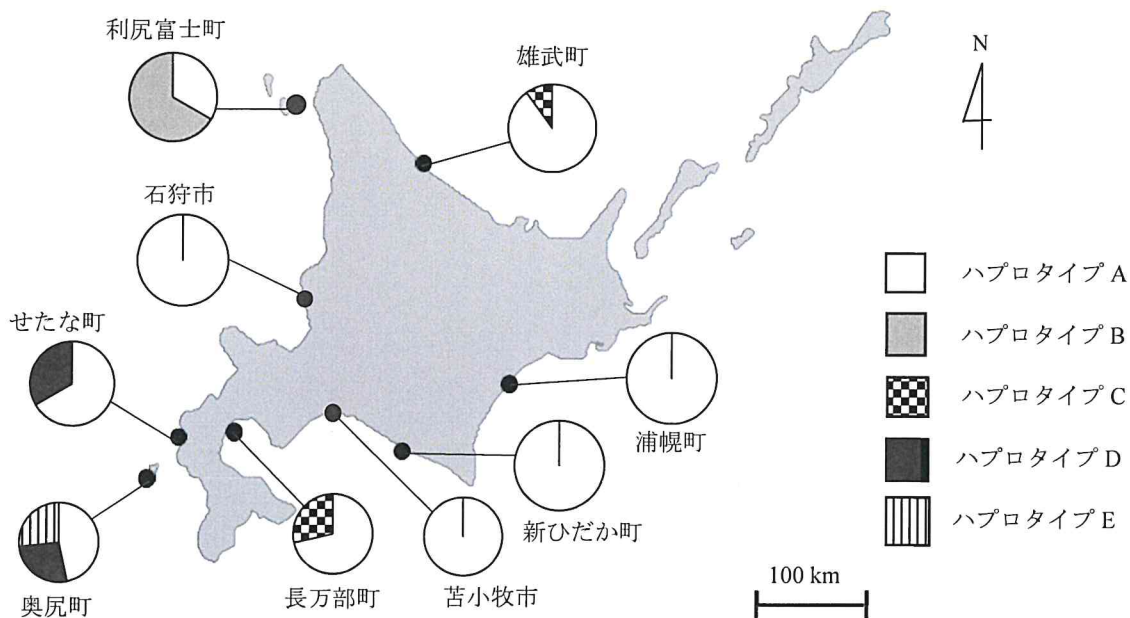 利尻富士町
雄武町
N
石狩市
せたな町
ハプロタイプ A
ハプロタイプ B
ハプロタイプ C
ハプロタイプ D
ハプロタイプ E
浦幌町
新ひだか町
奥尻町
長万部町
苫小牧市
100 km